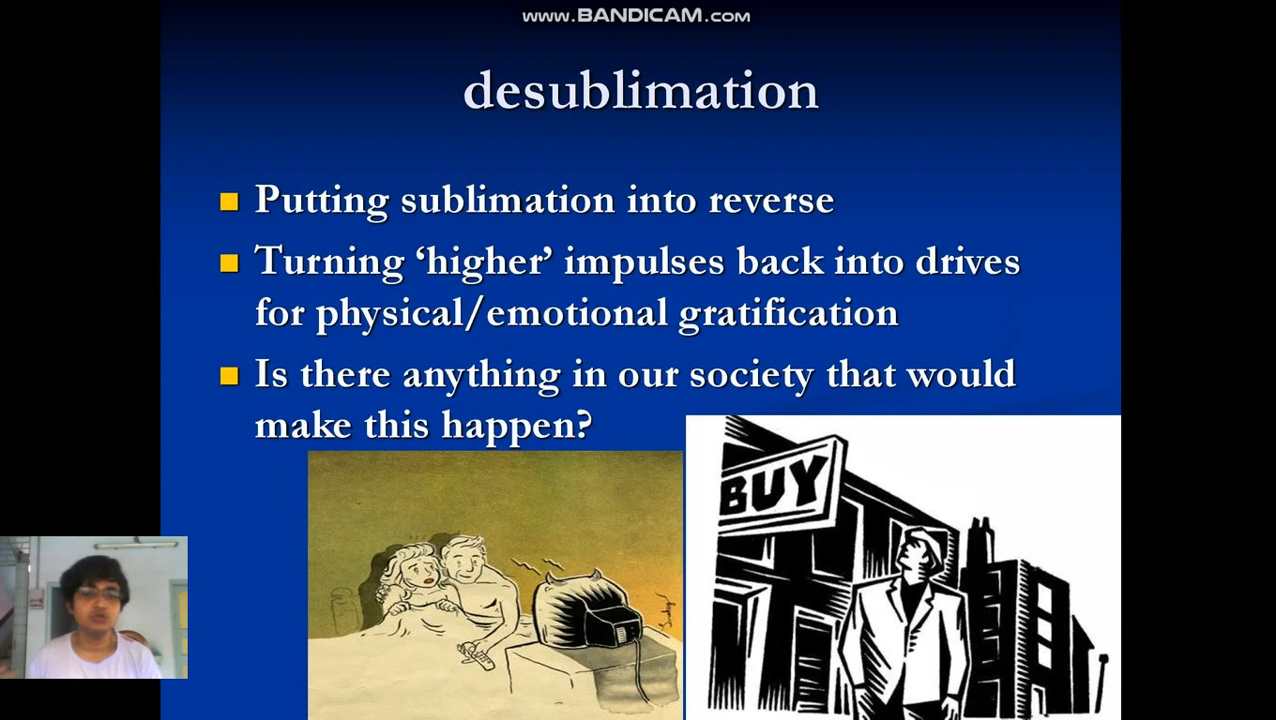 www.BANDICAM.com
desublimation
Putting sublimation into reverse
Turning ‘higher’ impulses back into drives
for physical/emotional gratification
Is there anything in our society that would
make this happen?
BUY